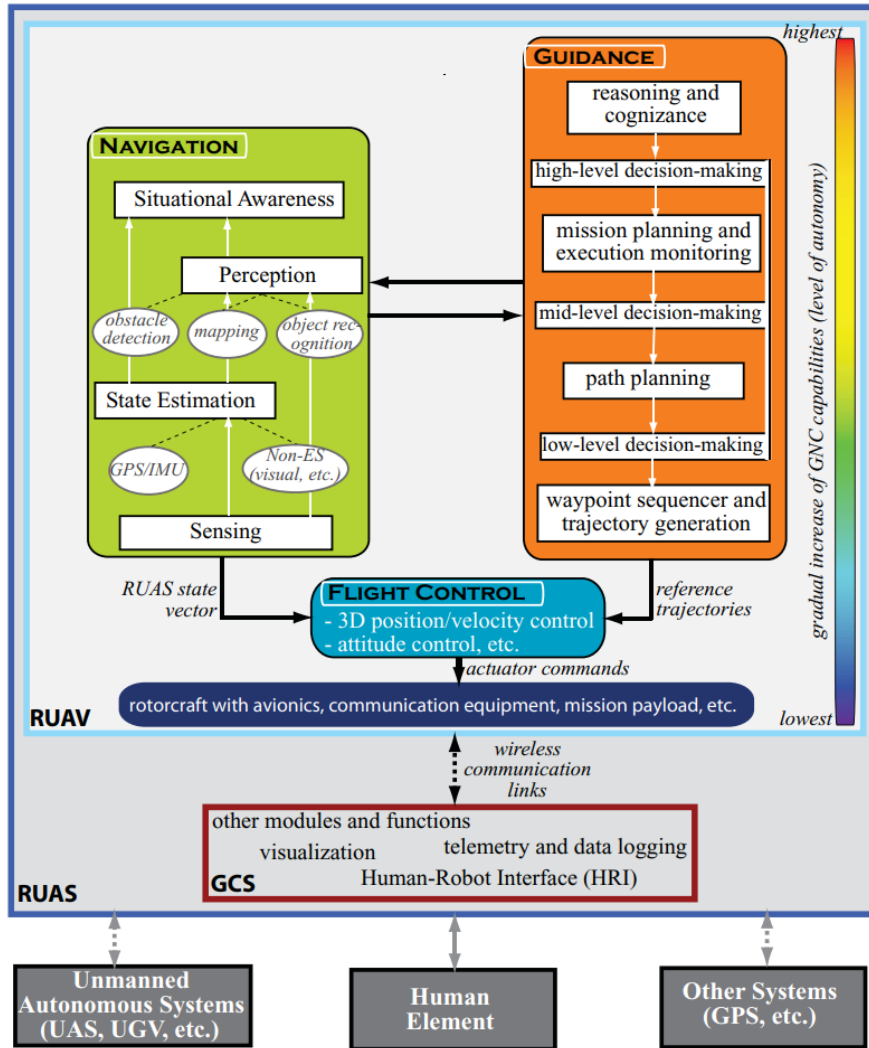 highest
GUIDANCE
reasoning and
cognizance
high-level decision-making
mission planning and
execution monitoring
mid-level decision-making
path planning
low-level decision-making
waypoint sequencer and
trajectory generation
NAVIGATION
Situational Awareness
Perception
obstacle
detection
mapping
object rec-
ognition
State Estimation
GPS/IMU
Non-ES
(visual, etc.)
Sensing
gradual increase of GNC capabilities (level of autonomy)
lowest
RUAS state
vector
FLIGHT CONTROL
- 3D position/velocity control
- attitude control, etc.
reference
trajectories
actuator commands
rotorcraft with avionics, communication equipment, mission payload, etc.
RUAV
wireless
communication
links
other modules and functions
visualization
telemetry and data logging
Human-Robot Interface (HRI)
GCS
RUAS
Unmanned
Autonomous Systems
(UAS, UGV, etc.)
Human
Element
Other Systems
(GPS, etc.)